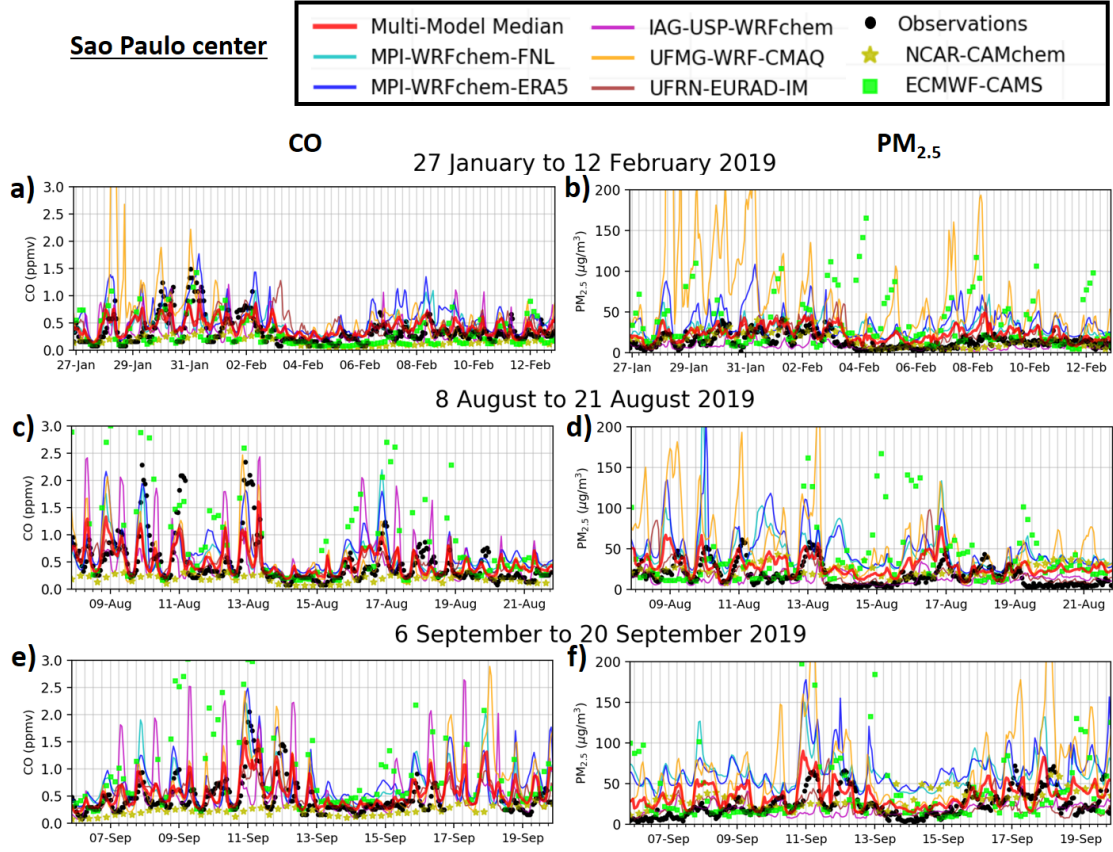 Sao Paulo center
Multi-Model Median
MPI-WRFchem-FNL
MPI-WRFchem-ERA5
IAG-USP-WRFchem
UFMG-WRF-CMAQ
UFRN-EURAD-IM
Observations
NCAR-CAMchem
ECMWF-CAMS
CO
PM2.5
27 January to 12 February 2019
a)
CO (ppmv)
3.0
2.5
2.0
1.5
1.0
0.5
0.0
27-Jan 29-Jan 31-Jan 02-Feb 04-Feb 06-Feb 08-Feb 10-Feb 12-Feb
b)
PM2.5 (μg/m3)
200
150
100
50
0
27-Jan 29-Jan 31-Jan 02-Feb 04-Feb 06-Feb 08-Feb 10-Feb 12-Feb
8 August to 21 August 2019
c)
CO (ppmv)
3.0
2.5
2.0
1.5
1.0
0.5
0.0
09-Aug 11-Aug 13-Aug 15-Aug 17-Aug 19-Aug 21-Aug
d)
PM2.5 (μg/m3)
200
150
100
50
0
09-Aug 11-Aug 13-Aug 15-Aug 17-Aug 19-Aug 21-Aug
6 September to 20 September 2019
e)
CO (ppmv)
3.0
2.5
2.0
1.5
1.0
0.5
0.0
07-Sep 09-Sep 11-Sep 13-Sep 15-Sep 17-Sep 19-Sep
f)
PM2.5 (μg/m3)
200
150
100
50
0
07-Sep 09-Sep 11-Sep 13-Sep 15-Sep 17-Sep 19-Sep